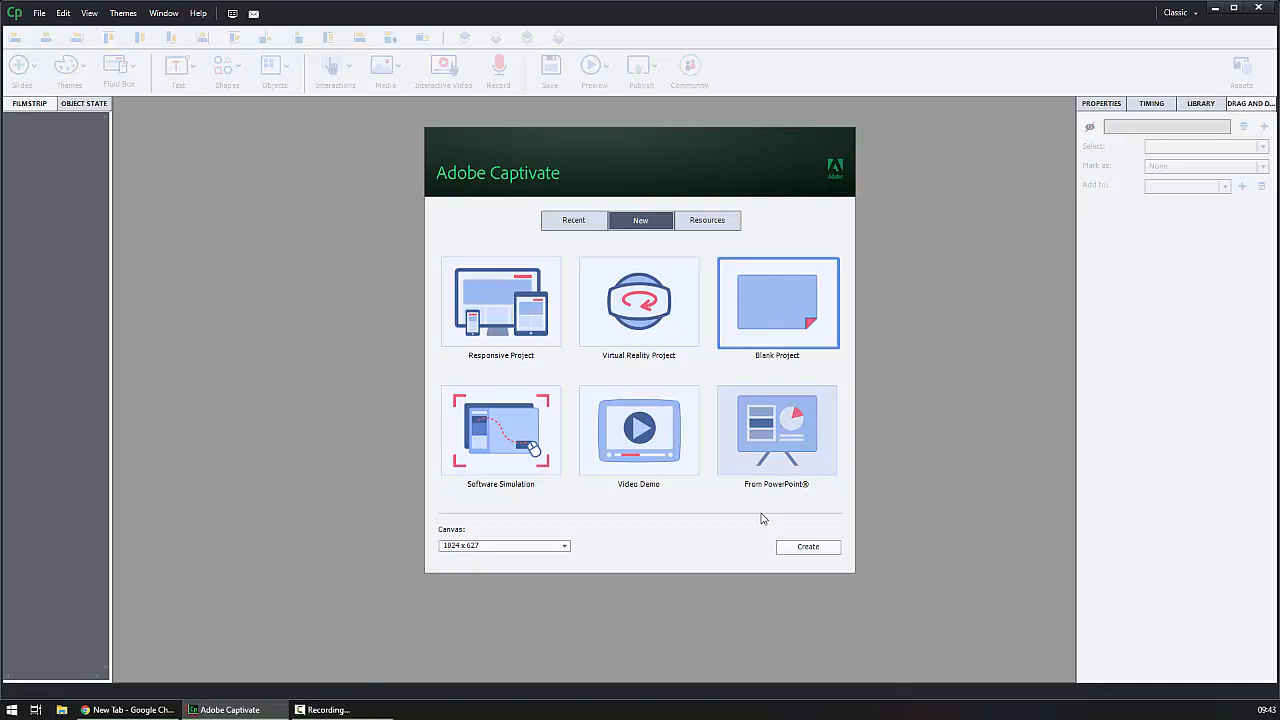 Cp File Edit View Themes Window Help Classic
Slides Themes Fluid Box Text Shapes Objects Interactions Media Interactive Video Record Save Preview Publish Community Assets
FILMSTRIP OBJECT STATE PROPERTIES TIMING LIBRARY DRAG AND D...
Select:
Mark as: None
Add to:
Adobe Captivate
Adobe
Recent New Resources
Responsive Project Virtual Reality Project Blank Project
Software Simulation Video Demo From PowerPoint®
Canvas:
1024 x 627 Create
New Tab - Google Ch... Cp Adobe Captivate Recording... 09:43